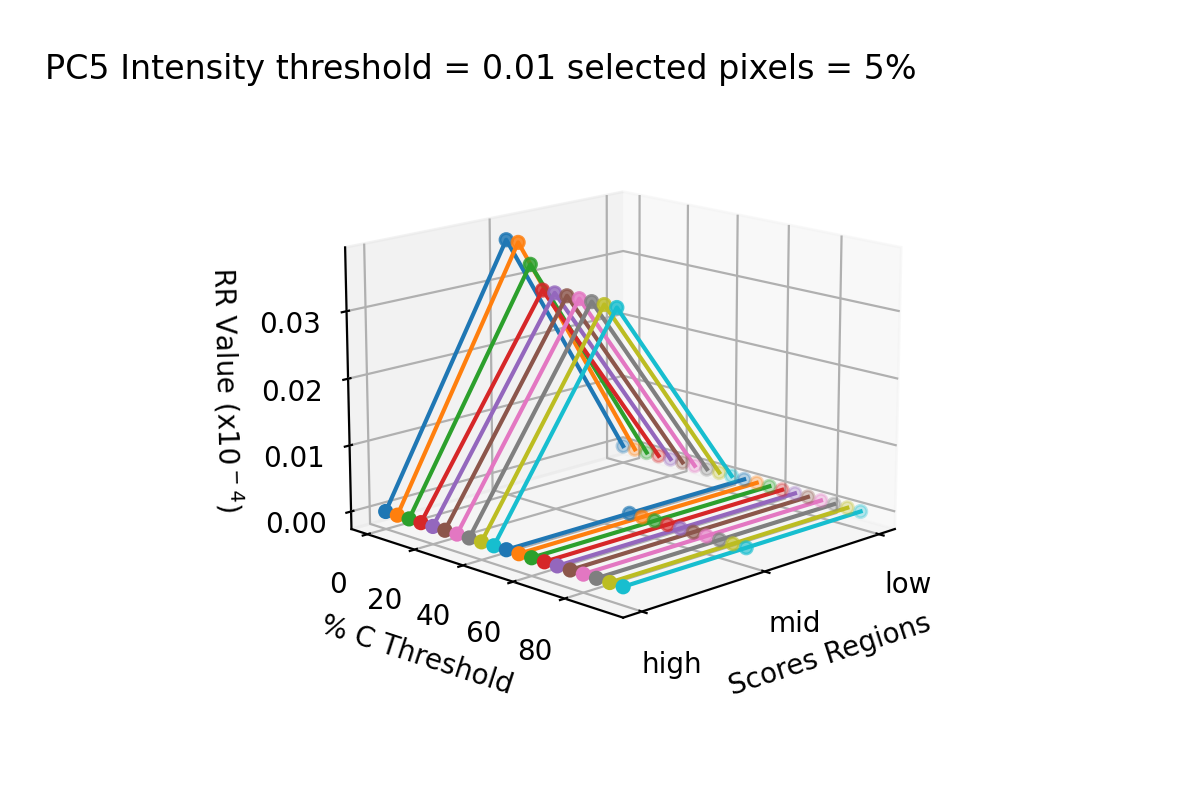 PC5 Intensity threshold = 0.01 selected pixels = 5%
RR Value (x10⁻⁴)
0.03
0.02
0.01
0.00
0
20
40
60
80
% C Threshold
high
mid
low
Scores Regions